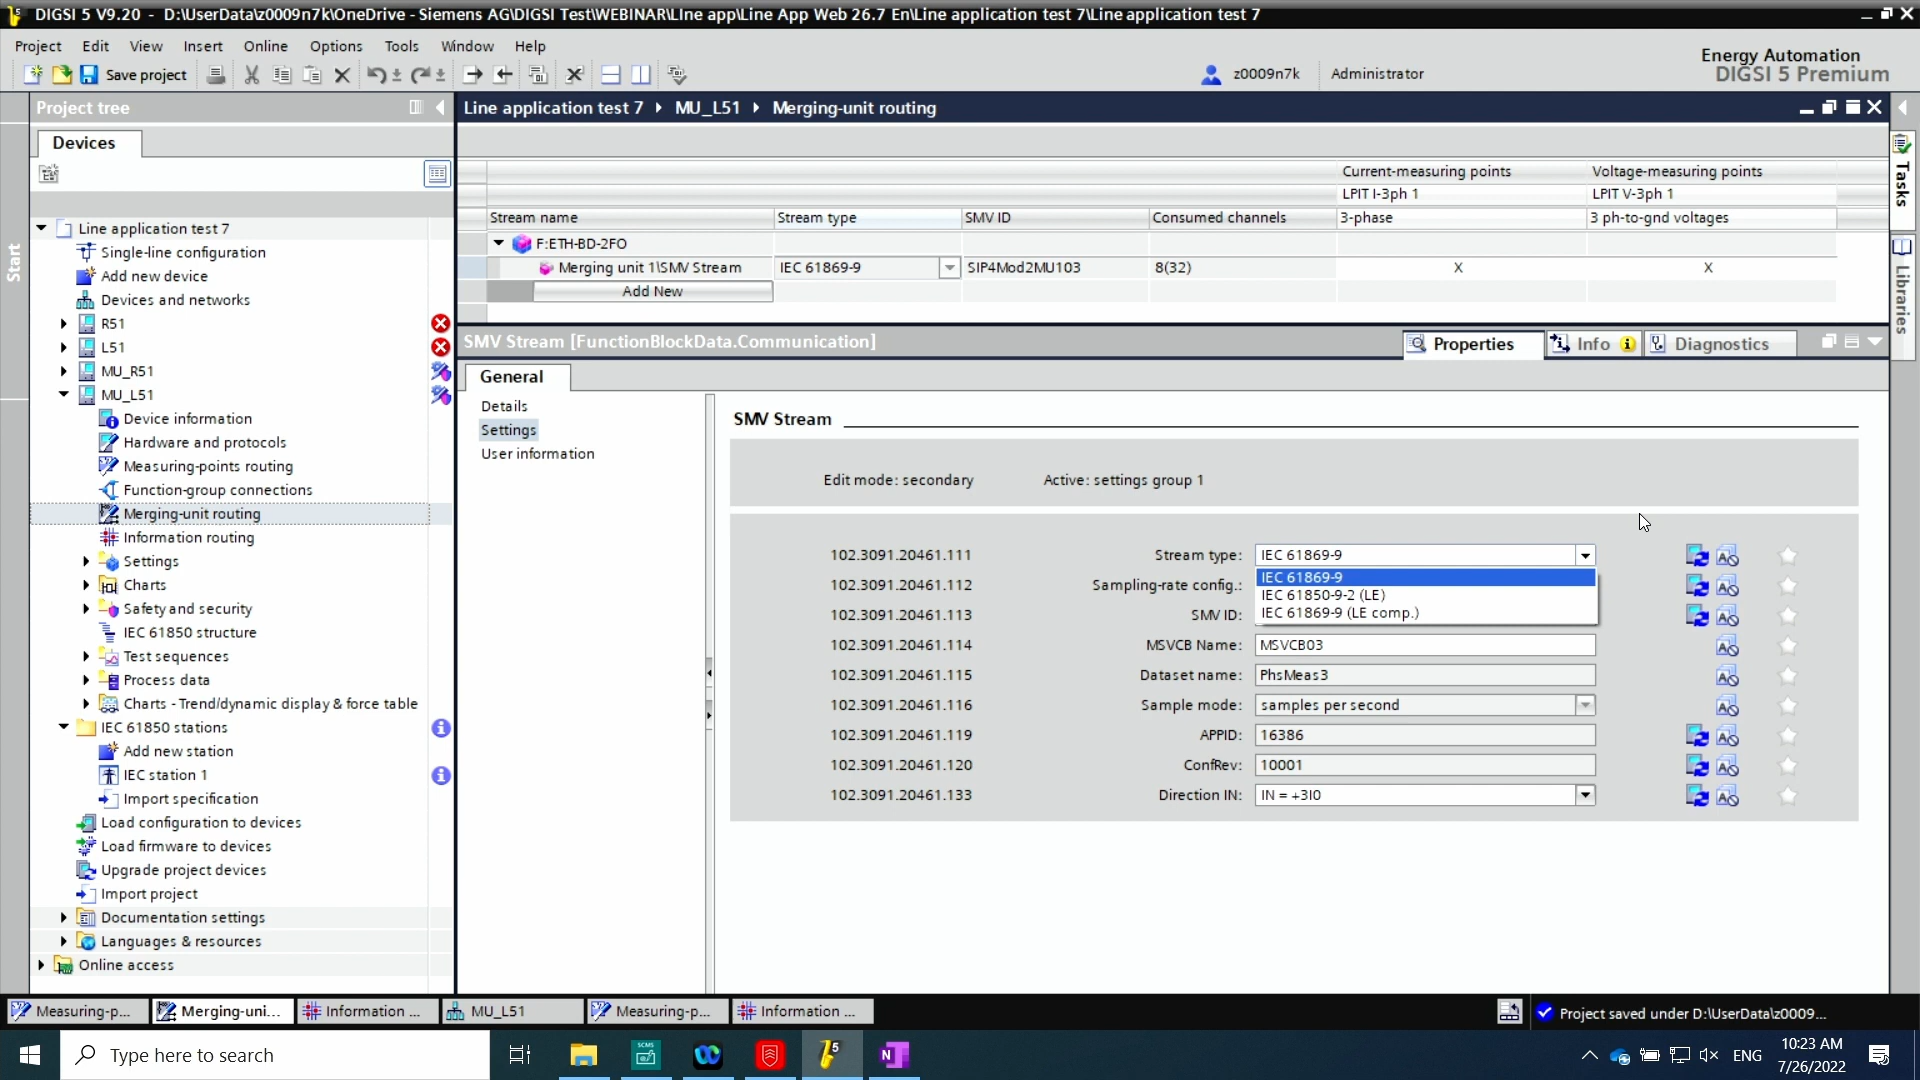 DIGSI 5 V9.20 - D:\UserData\z0009n7k\OneDrive - Siemens AG\DIGSI Test\WEBINAR\LIne app\Line App Web 26.7 En\Line application test 7\Line application test 7
Project Edit View Insert Online Options Tools Window Help
Save project
z0009n7k Administrator
Energy Automation
DIGSI 5 Premium
Project tree
Line application test 7 MU_L51 Merging-unit routing
Start
Devices
Tasks
Libraries
Current-measuring points Voltage-measuring points
LPIT I-3ph 1 LPIT V-3ph 1
Stream name Stream type SMV ID Consumed channels 3-phase 3 ph-to-gnd voltages
F:ETH-BD-2FO
Merging unit 1\SMV Stream IEC 61869-9 SIP4Mod2MU103 8(32) X X
Add New
Line application test 7
Single-line configuration
Add new device
Devices and networks
R51
L51
MU_R51
MU_L51
Device information
Hardware and protocols
Measuring-points routing
Function-group connections
Merging-unit routing
Information routing
Settings
Charts
Safety and security
IEC 61850 structure
Test sequences
Process data
Charts - Trend/dynamic display & force table
IEC 61850 stations
Add new station
IEC station 1
Import specification
Load configuration to devices
Load firmware to devices
Upgrade project devices
Import project
Documentation settings
Languages & resources
Online access
SMV Stream [FunctionBlockData.Communication]
Properties Info Diagnostics
General
Details
Settings
User information
SMV Stream
Edit mode: secondary Active: settings group 1
102.3091.20461.111 Stream type: IEC 61869-9
IEC 61869-9
IEC 61850-9-2 (LE)
IEC 61869-9 (LE comp.)
102.3091.20461.112 Sampling-rate config.:
102.3091.20461.113 SMV ID:
102.3091.20461.114 MSVCB Name: MSVCB03
102.3091.20461.115 Dataset name: PhsMeas3
102.3091.20461.116 Sample mode: samples per second
102.3091.20461.119 APPID: 16386
102.3091.20461.120 ConfRev: 10001
102.3091.20461.133 Direction IN: IN = +3I0
Measuring-p... Merging-uni... Information ... MU_L51 Measuring-p... Information ...
Project saved under D:\UserData\z0009...
Type here to search
SCMS
ENG
10:23 AM
7/26/2022